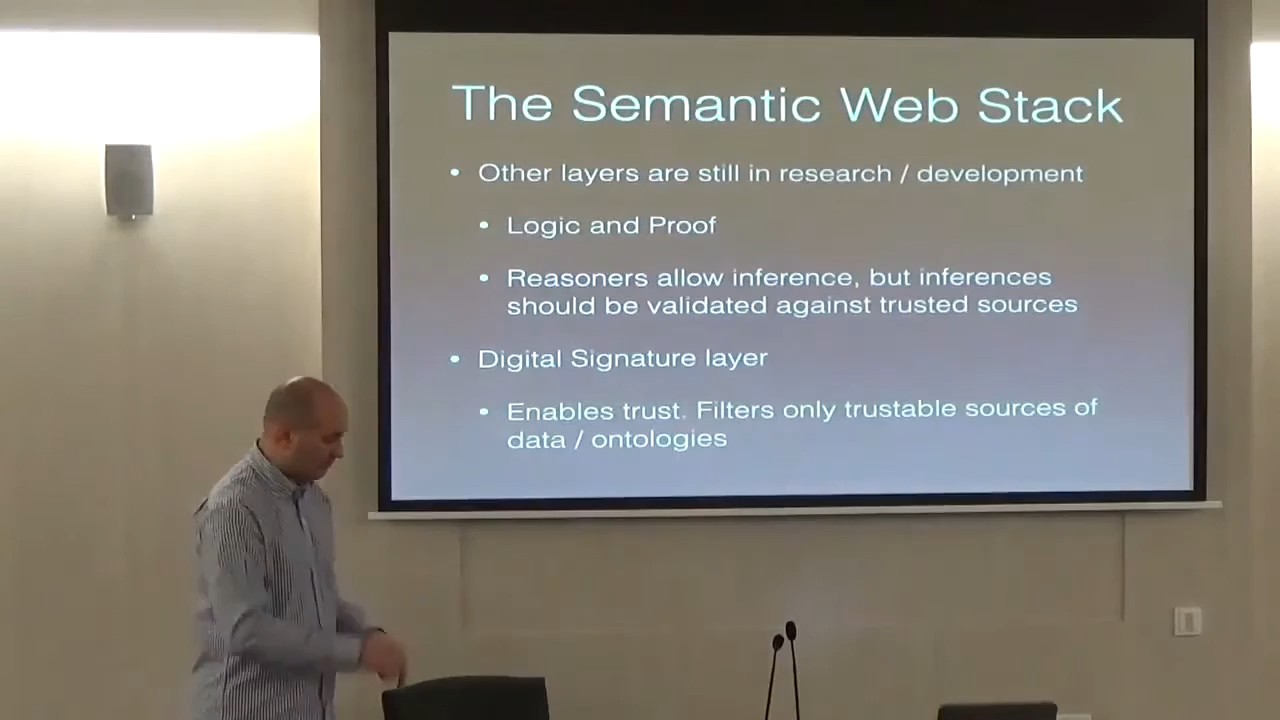 The Semantic Web Stack
• Other layers are still in research / development
• Logic and Proof
• Reasoners allow inference, but inferences
should be validated against trusted sources
• Digital Signature layer
• Enables trust. Filters only trustable sources of
data / ontologies